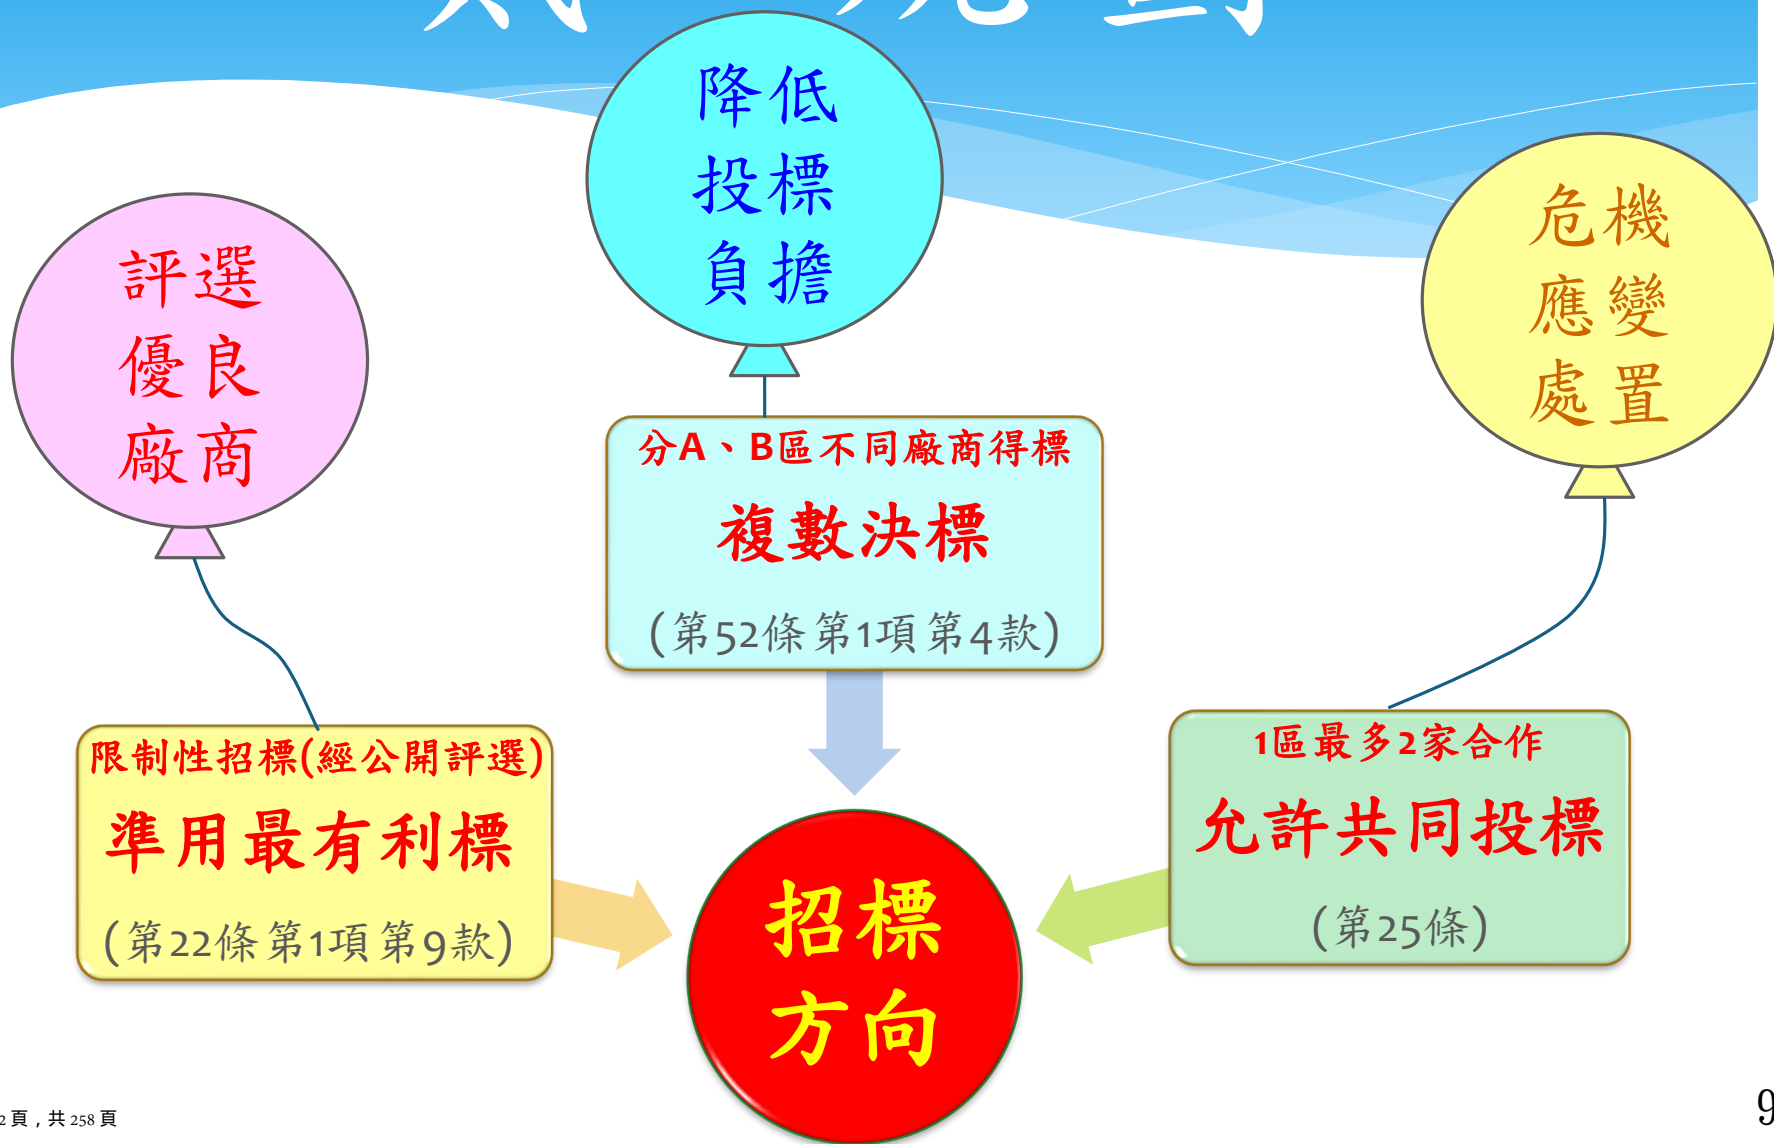 降低
投標
負擔
評選
優良
廠商
危機
應變
處置
分A、B區不同廠商得標
複數決標
(第52條第1項第4款)
限制性招標(經公開評選)
準用最有利標
(第22條第1項第9款)
1區最多2家合作
允許共同投標
(第25條)
招標
方向
2頁，共258頁
9